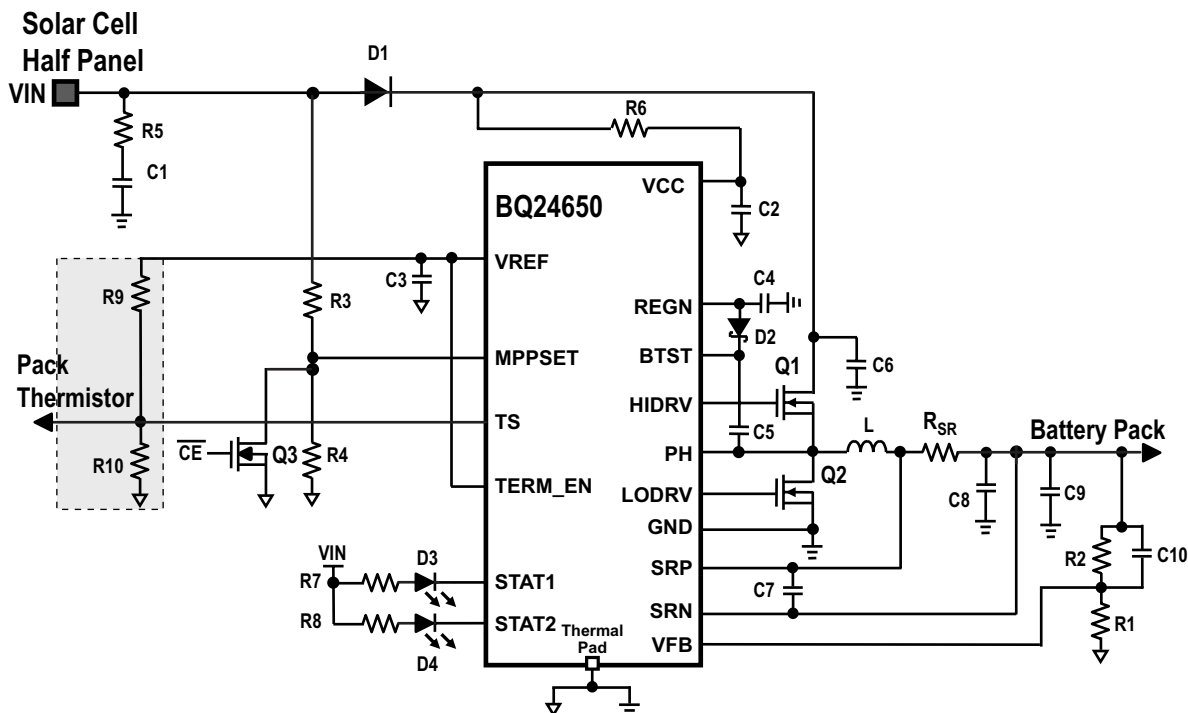 Solar Cell
Half Panel
VIN
D1
R5
C1
R6
VCC
C2
BQ24650
VREF
C3
R9
R3
REGN
C4
D2
BTST
MPPSET
Q1
C6
Pack
Thermistor
TS
HIDRV
C5
L
RSR
Battery Pack
CE
Q3
R4
R10
PH
Q2
TERM_EN
LODRV
C8
C9
GND
VIN
R7
D3
STAT1
SRP
C7
R2
C10
R8
D4
STAT2
SRN
R1
Thermal
Pad
VFB